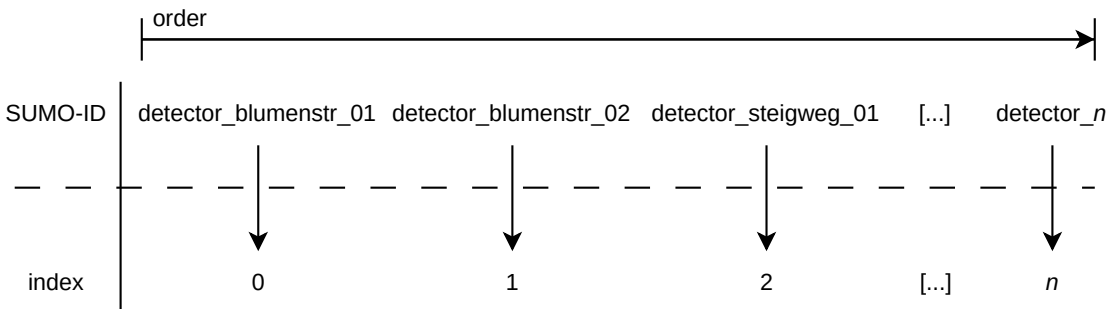 order
SUMO-ID detector_blumenstr_01 detector_blumenstr_02 detector_steigweg_01 [...] detector_n
index 0 1 2 [...] n